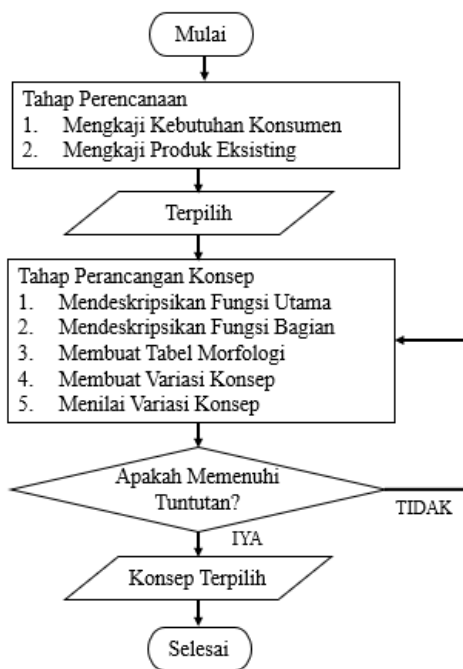 Mulai
Tahap Perencanaan
1. Mengkaji Kebutuhan Konsumen
2. Mengkaji Produk Eksisting
Terpilih
Tahap Perancangan Konsep
1. Mendeskripsikan Fungsi Utama
2. Mendeskripsikan Fungsi Bagian
3. Membuat Tabel Morfologi
4. Membuat Variasi Konsep
5. Menilai Variasi Konsep
Apakah Memenuhi
Tuntutan?
TIDAK
IYA
Konsep Terpilih
Selesai